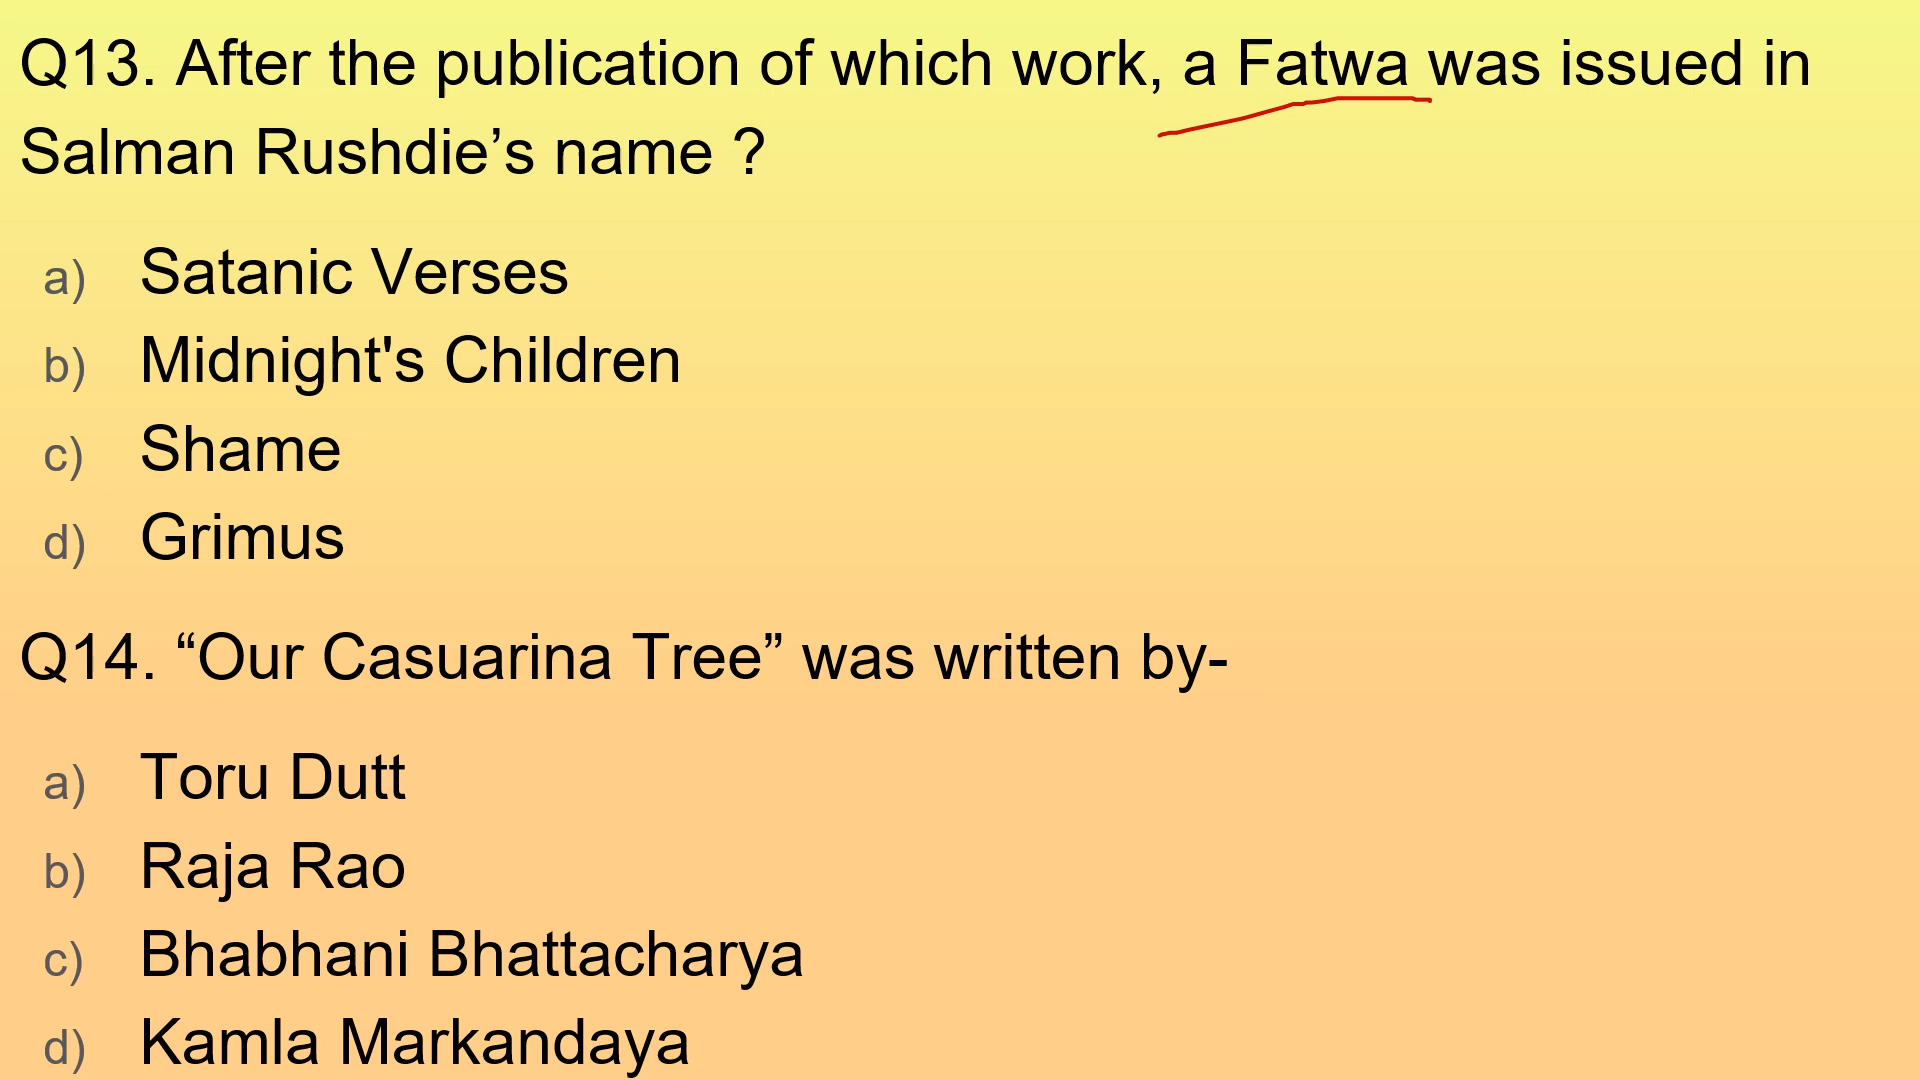 Q13. After the publication of which work, a Fatwa was issued in
Salman Rushdie’s name ?
a) Satanic Verses
b) Midnight's Children
c) Shame
d) Grimus
Q14. “Our Casuarina Tree” was written by-
a) Toru Dutt
b) Raja Rao
c) Bhabhani Bhattacharya
d) Kamla Markandaya